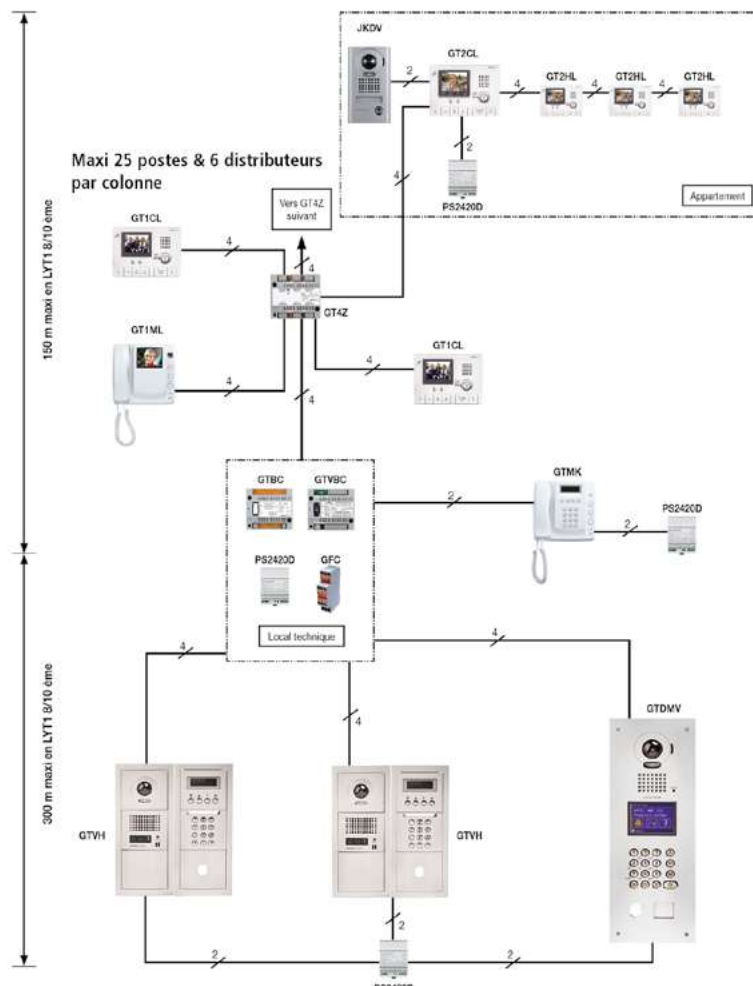 JKDV
GT2CL
2
4
GT2HL
4
GT2HL
4
GT2HL
2
PS2420D
Appartement
4
Maxi 25 postes & 6 distributeurs
par colonne
Vers GT4Z
suivant
GT1CL
4
4
GT4Z
GT1ML
4
4
GT1CL
4
150 m maxi en LYT1 8/10 ème
GTBC
GTVBC
PS2420D
GFC
Local technique
2
GTMK
2
PS2420D
300 m maxi en LYT1 8/10 ème
4
4
4
GTDMV
GTVH
GTVH
2
2
2